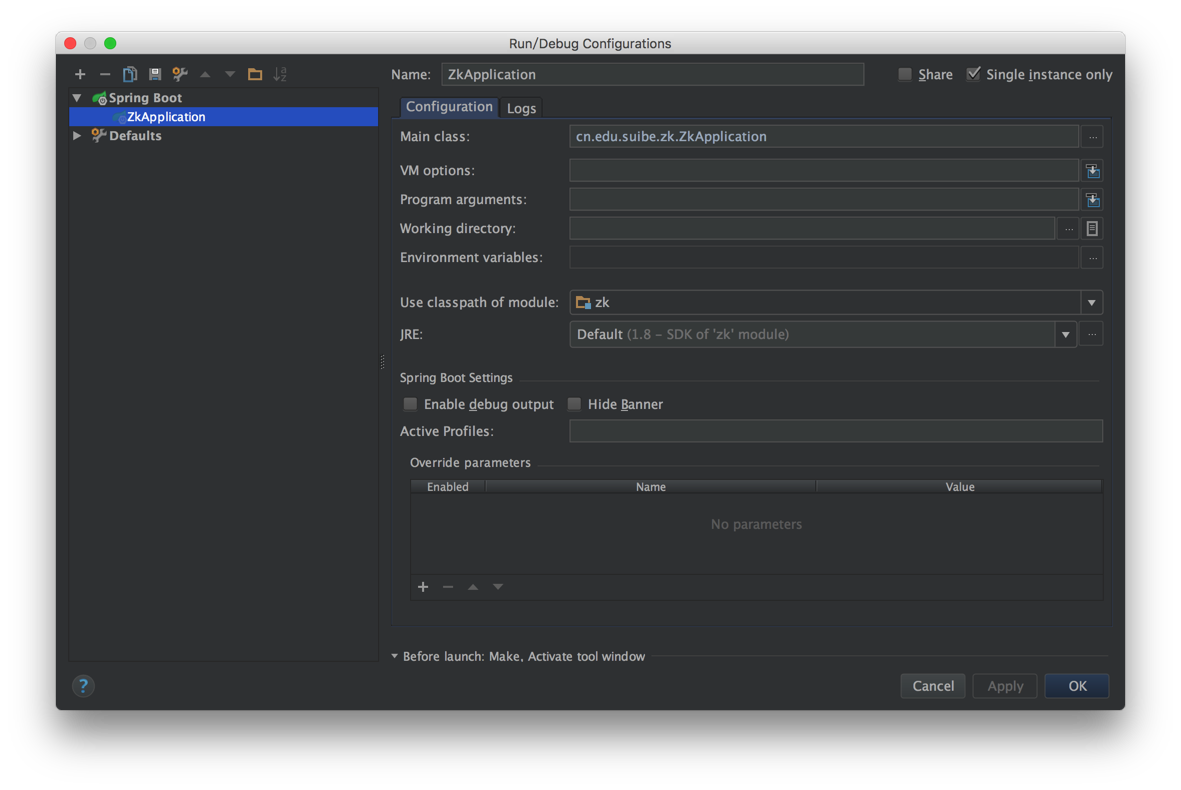 Run/Debug Configurations
Name: ZkApplication Share Single instance only
Spring Boot
ZkApplication
Defaults
Configuration Logs
Main class: cn.edu.suibe.zk.ZkApplication ...
VM options:
Program arguments:
Working directory: ...
Environment variables: ...
Use classpath of module: zk
JRE: Default (1.8 – SDK of 'zk' module) ...
Spring Boot Settings
Enable debug output Hide Banner
Active Profiles:
Override parameters
Enabled Name Value
No parameters
Before launch: Make, Activate tool window
? Cancel Apply OK